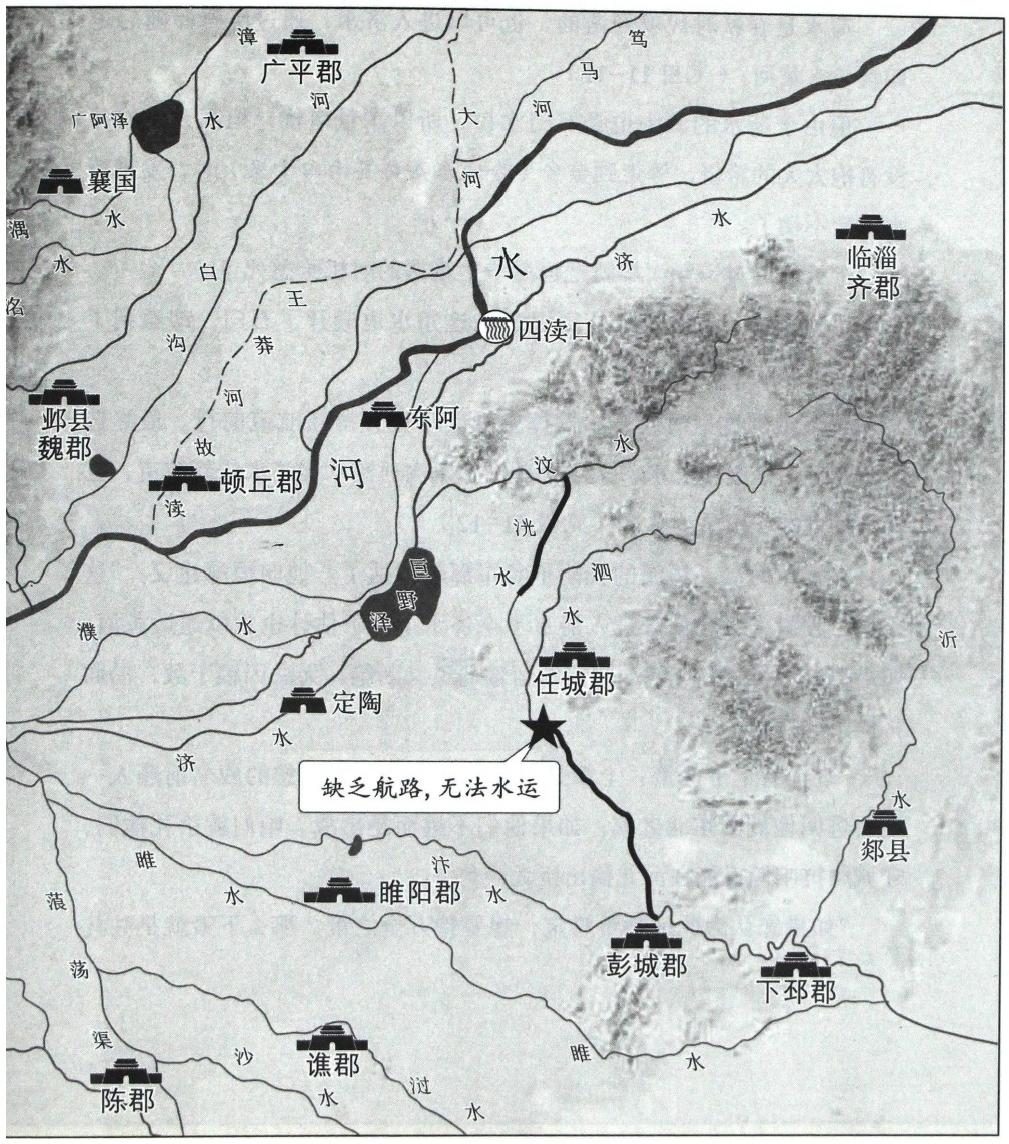 漳
广平郡
河
笃
马
河
广阿泽
水
大
河
襄国
湡
水
水
洺
水
临淄
齐郡
白
沟
王
莽
河
故
渎
水
济
四渎口
邺县
魏郡
东阿
顿丘郡
河
汶
水
洸
水
泗
水
巨
野
泽
濮
水
任城郡
沂
水
定陶
济
水
缺乏航路,无法水运
郯县
睢
水
汴
水
睢阳郡
蒗
荡
渠
彭城郡
下邳郡
谯郡
沙
水
陈郡
睢
水
涡
水